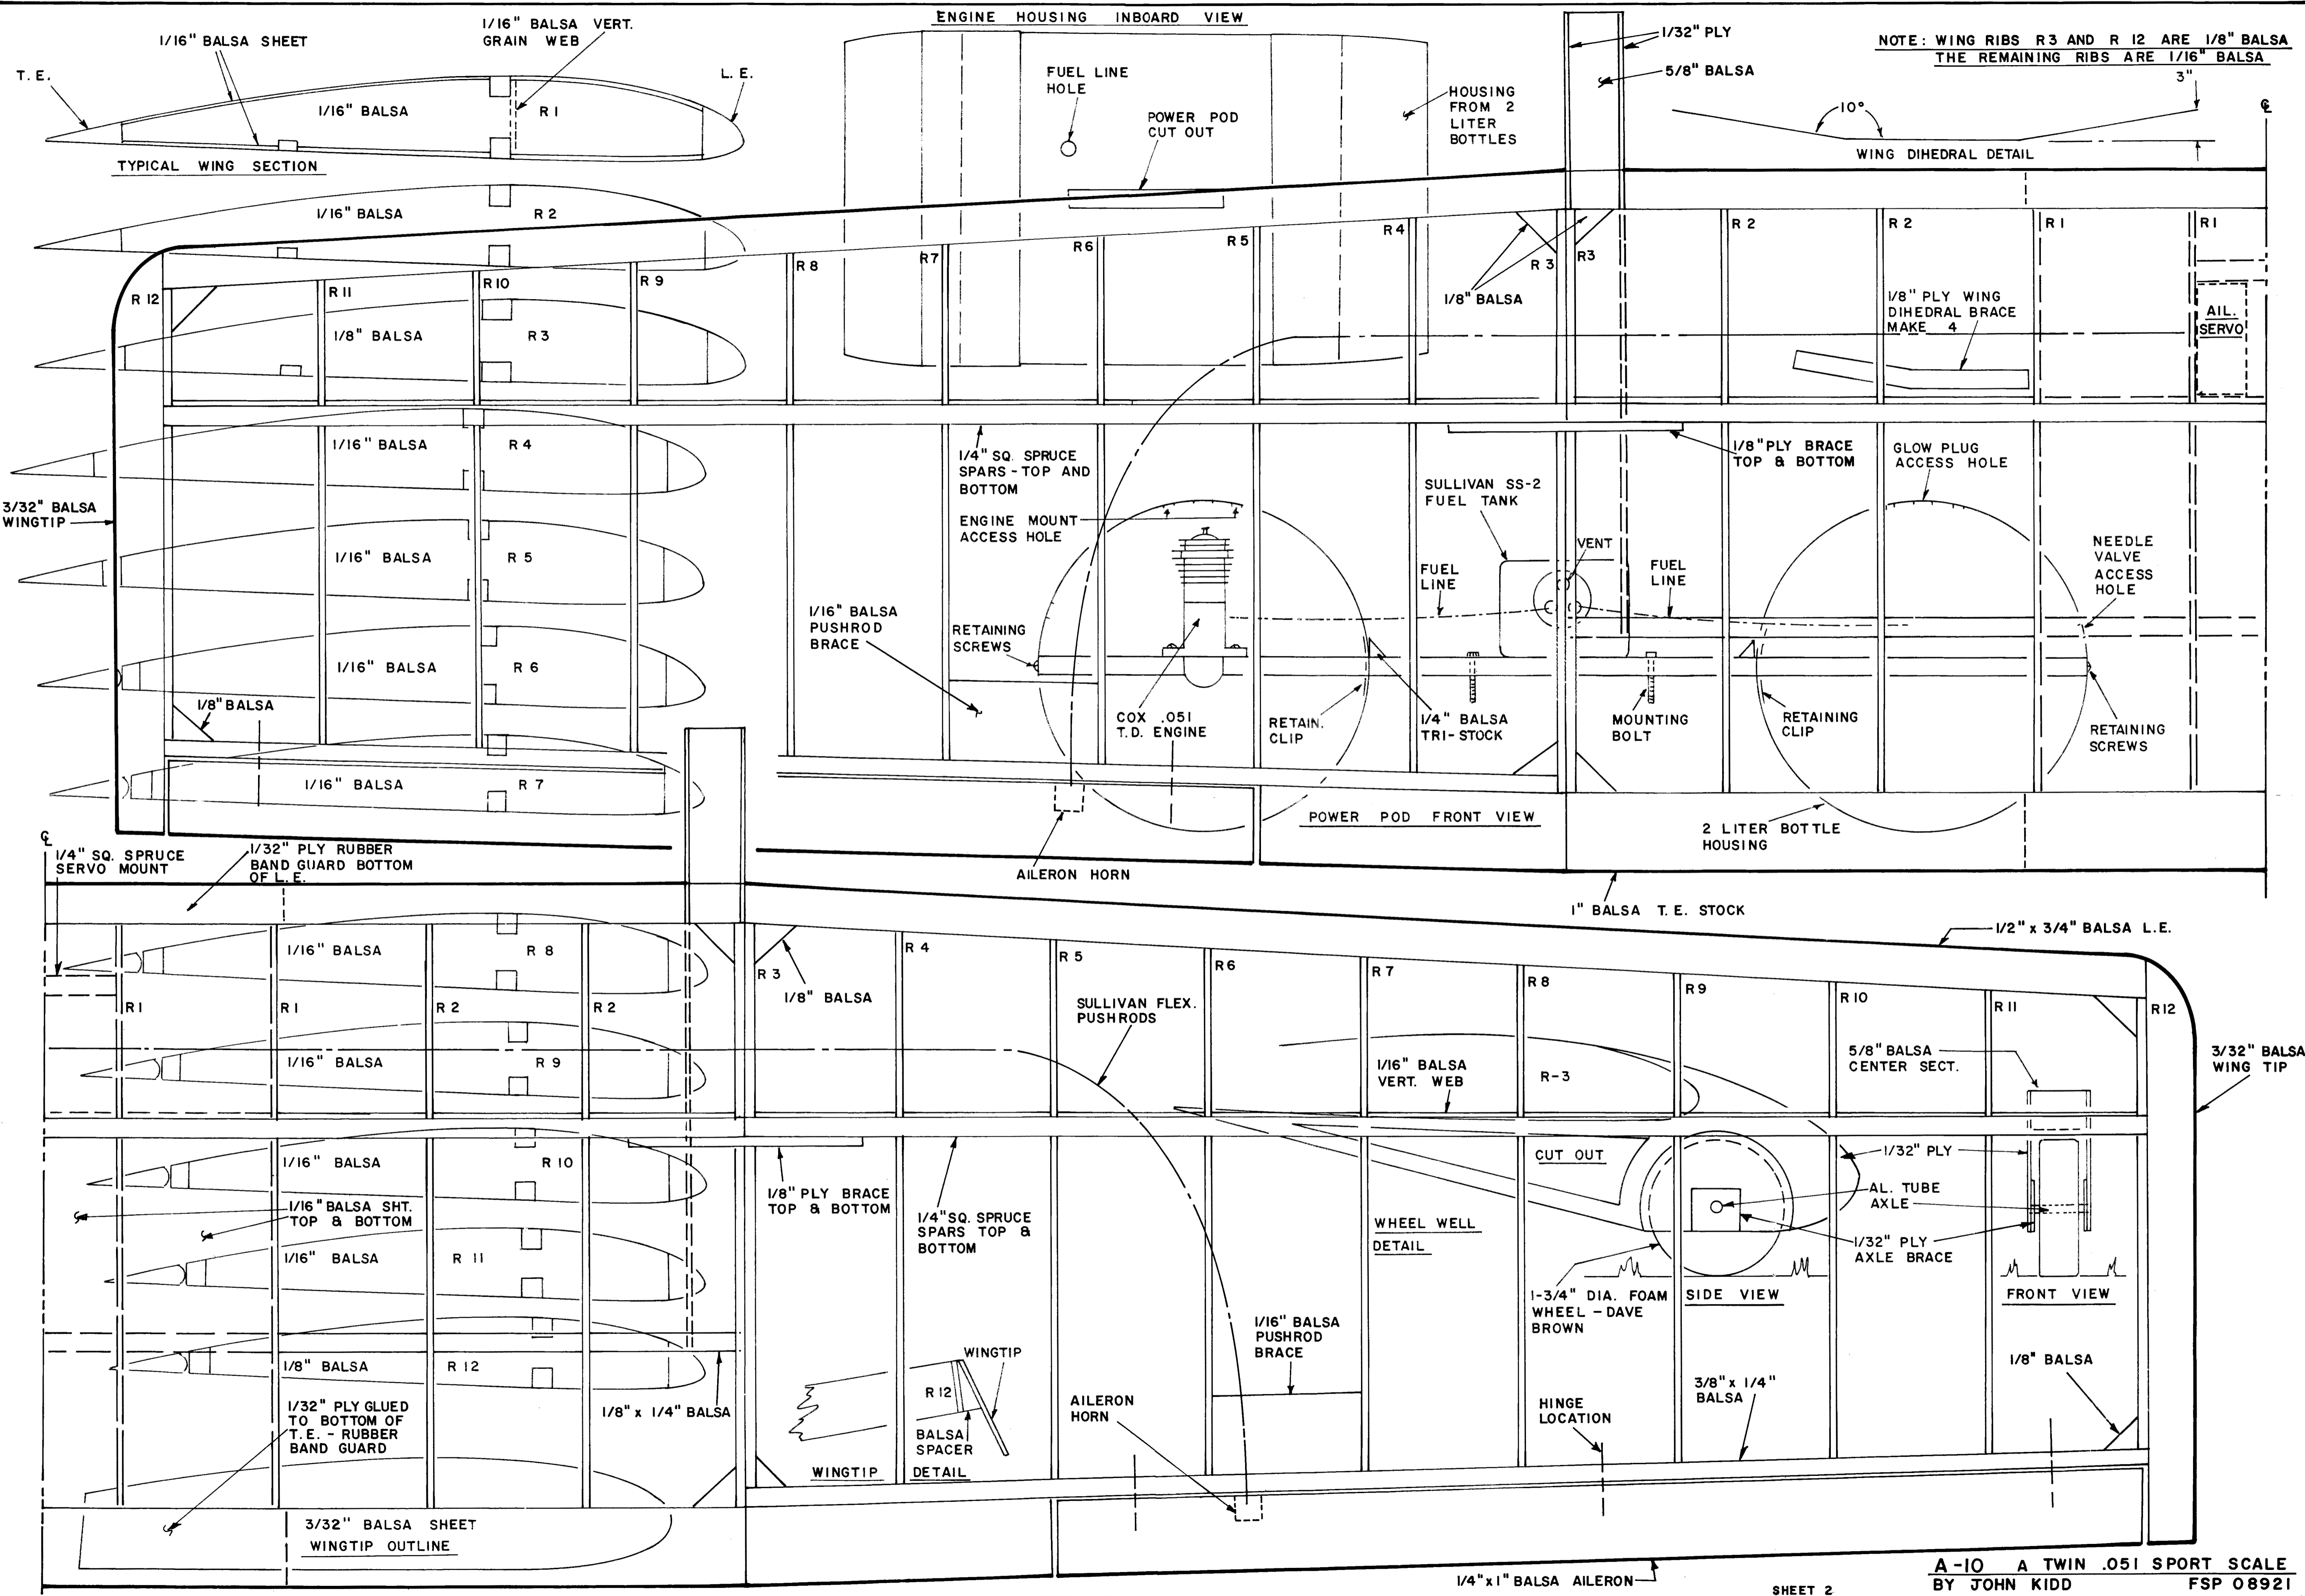 ENGINE HOUSING INBOARD VIEW
1/16" BALSA VERT.
GRAIN WEB
1/16" BALSA SHEET
T.E.
L.E.
1/16" BALSA
R 1
TYPICAL WING SECTION
FUEL LINE
HOLE
POWER POD
CUT OUT
HOUSING
FROM 2
LITER
BOTTLES
1/32" PLY
5/8" BALSA
NOTE: WING RIBS R3 AND R 12 ARE 1/8" BALSA
THE REMAINING RIBS ARE 1/16" BALSA
3"
10°
WING DIHEDRAL DETAIL
℄
1/16" BALSA
R 2
R 12
R 11
R 10
R 9
R 8
R7
R6
R 5
R 4
R 3
R3
R 2
R 2
R 1
R 1
1/8" BALSA
1/8" BALSA
R 3
1/8" PLY WING
DIHEDRAL BRACE
MAKE 4
AIL.
SERVO
1/16" BALSA
R 4
1/4" SQ. SPRUCE
SPARS - TOP AND
BOTTOM
1/8" PLY BRACE
TOP & BOTTOM
GLOW PLUG
ACCESS HOLE
SULLIVAN SS-2
FUEL TANK
3/32" BALSA
WINGTIP
ENGINE MOUNT
ACCESS HOLE
1/16" BALSA
R 5
VENT
FUEL
LINE
FUEL
LINE
NEEDLE
VALVE
ACCESS
HOLE
1/16" BALSA
PUSHROD
BRACE
RETAINING
SCREWS
1/16" BALSA
R 6
1/8" BALSA
COX .051
T.D. ENGINE
RETAIN.
CLIP
1/4" BALSA
TRI-STOCK
MOUNTING
BOLT
RETAINING
CLIP
RETAINING
SCREWS
1/16" BALSA
R 7
POWER POD FRONT VIEW
2 LITER BOTTLE
HOUSING
AILERON HORN
1" BALSA T.E. STOCK
℄
1/4" SQ. SPRUCE
SERVO MOUNT
1/32" PLY RUBBER
BAND GUARD BOTTOM
OF L.E.
1/2" x 3/4" BALSA L.E.
1/16" BALSA
R 8
R 3
1/8" BALSA
R 4
R 5
R6
R 7
R 8
R 9
R 10
R 11
R12
R1
R 1
R 2
R 2
SULLIVAN FLEX.
PUSHRODS
1/16" BALSA
R 9
1/16" BALSA
VERT. WEB
R-3
5/8" BALSA
CENTER SECT.
3/32" BALSA
WING TIP
1/16" BALSA
R 10
CUT OUT
1/32" PLY
1/8" PLY BRACE
TOP & BOTTOM
1/4" SQ. SPRUCE
SPARS TOP &
BOTTOM
AL. TUBE
AXLE
1/16" BALSA SHT.
TOP & BOTTOM
WHEEL WELL
DETAIL
1/32" PLY
AXLE BRACE
1/16" BALSA
R 11
1-3/4" DIA. FOAM
WHEEL - DAVE
BROWN
SIDE VIEW
FRONT VIEW
1/16" BALSA
PUSHROD
BRACE
1/8" BALSA
R 12
WINGTIP
R 12
BALSA
SPACER
WINGTIP DETAIL
1/8" x 1/4" BALSA
AILERON
HORN
HINGE
LOCATION
3/8" x 1/4"
BALSA
1/8" BALSA
1/32" PLY GLUED
TO BOTTOM OF
T.E. - RUBBER
BAND GUARD
3/32" BALSA SHEET
WINGTIP OUTLINE
1/4" x 1" BALSA AILERON
SHEET 2
A-10 A TWIN .051 SPORT SCALE
BY JOHN KIDD FSP 08921